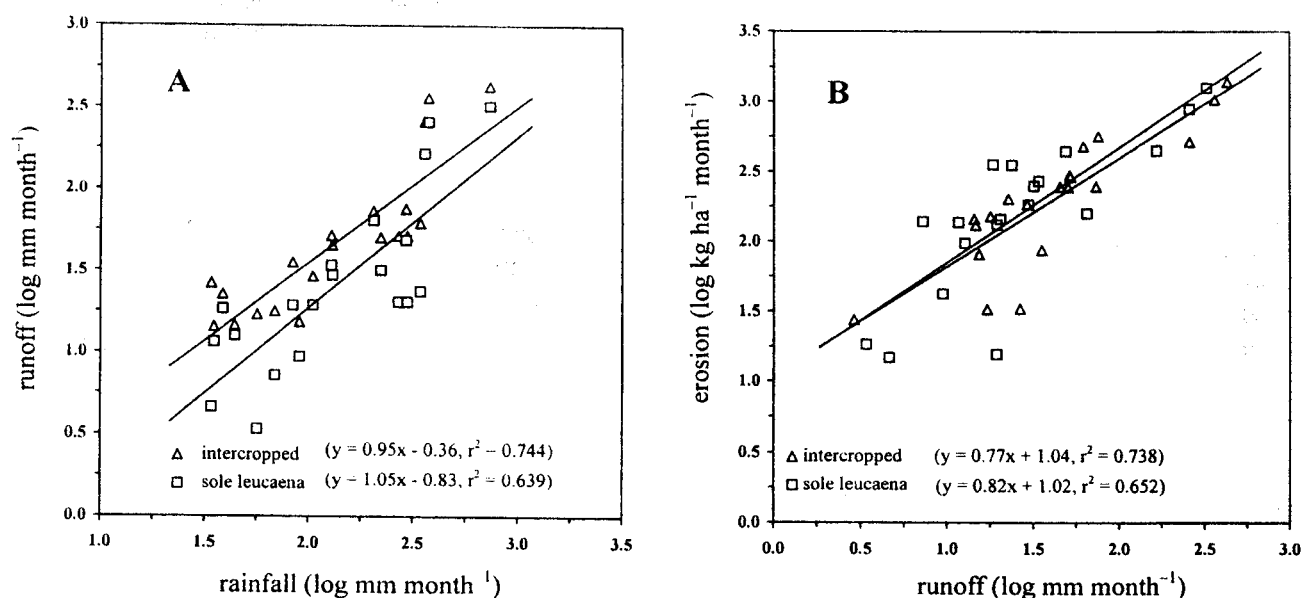 A
runoff (log mm month⁻¹)
3.0
2.5
2.0
1.5
1.0
0.5
0.0
△ intercropped (y = 0.95x - 0.36, r² – 0.744)
□ sole leucaena (y – 1.05x - 0.83, r² = 0.639)
1.0 1.5 2.0 2.5 3.0 3.5
rainfall (log mm month ¹)
B
erosion (log kg ha⁻¹ month⁻¹)
3.5
3.0
2.5
2.0
1.5
1.0
0.5
0.0
△ intercropped (y = 0.77x + 1.04, r² = 0.738)
□ sole leucaena (y = 0.82x + 1.02, r² = 0.652)
0.0 0.5 1.0 1.5 2.0 2.5 3.0
runoff (log mm month⁻¹)